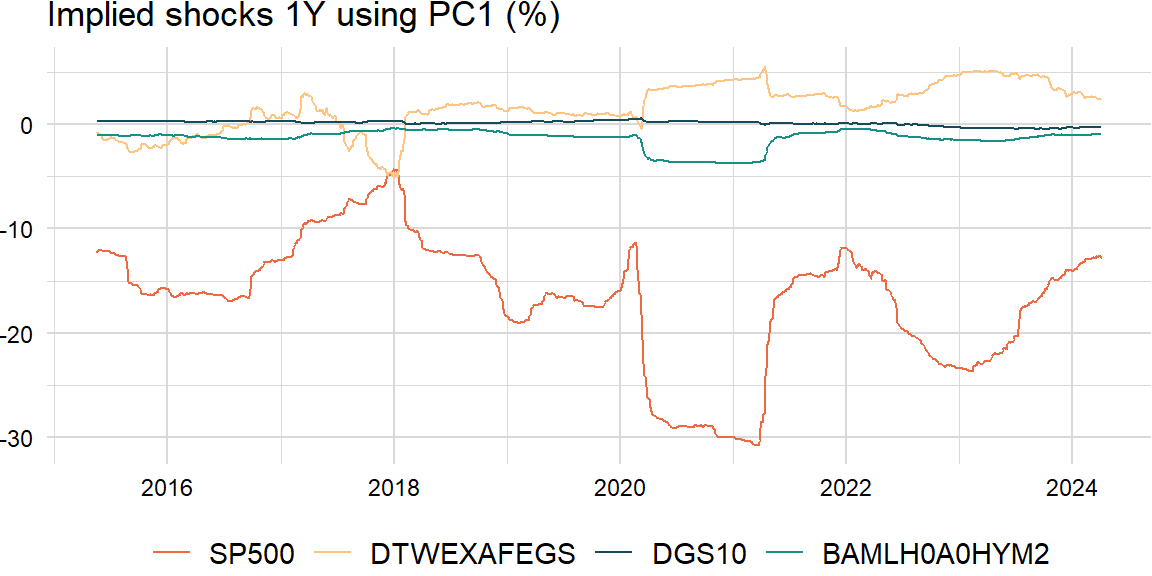 Implied shocks 1Y using PC1 (%)
0
-10
-20
-30
2016 2018 2020 2022 2024
SP500 DTWEXAFEGS DGS10 BAMLH0A0HYM2